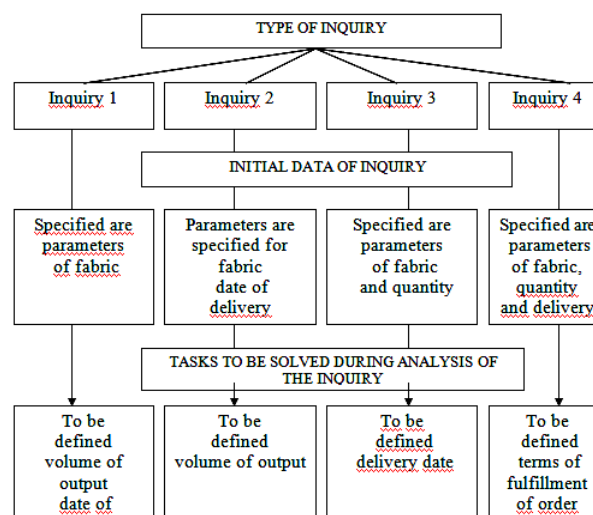 TYPE OF INQUIRY
Inquiry 1
Inquiry 2
Inquiry 3
Inquiry 4
INITIAL DATA OF INQUIRY
Specified are
parameters
of fabric
Parameters are
specified for
fabric
date of
delivery
Specified are
parameters
of fabric
and quantity
Specified are
parameters
of fabric,
quantity
and delivery
TASKS TO BE SOLVED DURING ANALYSIS OF
THE INQUIRY
To be
defined
volume of
output
date of
To be
defined
volume of output
To be
defined
delivery date
To be
defined
terms of
fulfillment
of order